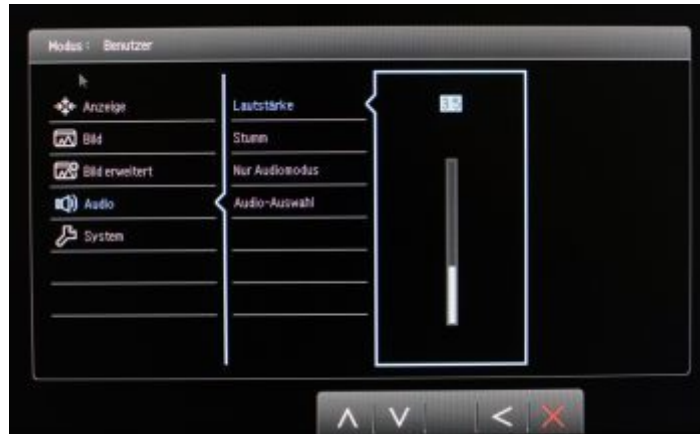 Modus : Benutzer
Anzeige
Bild
Bild erweitert
Audio
System
Lautstärke
Stumm
Nur Audiomodus
Audio-Auswahl